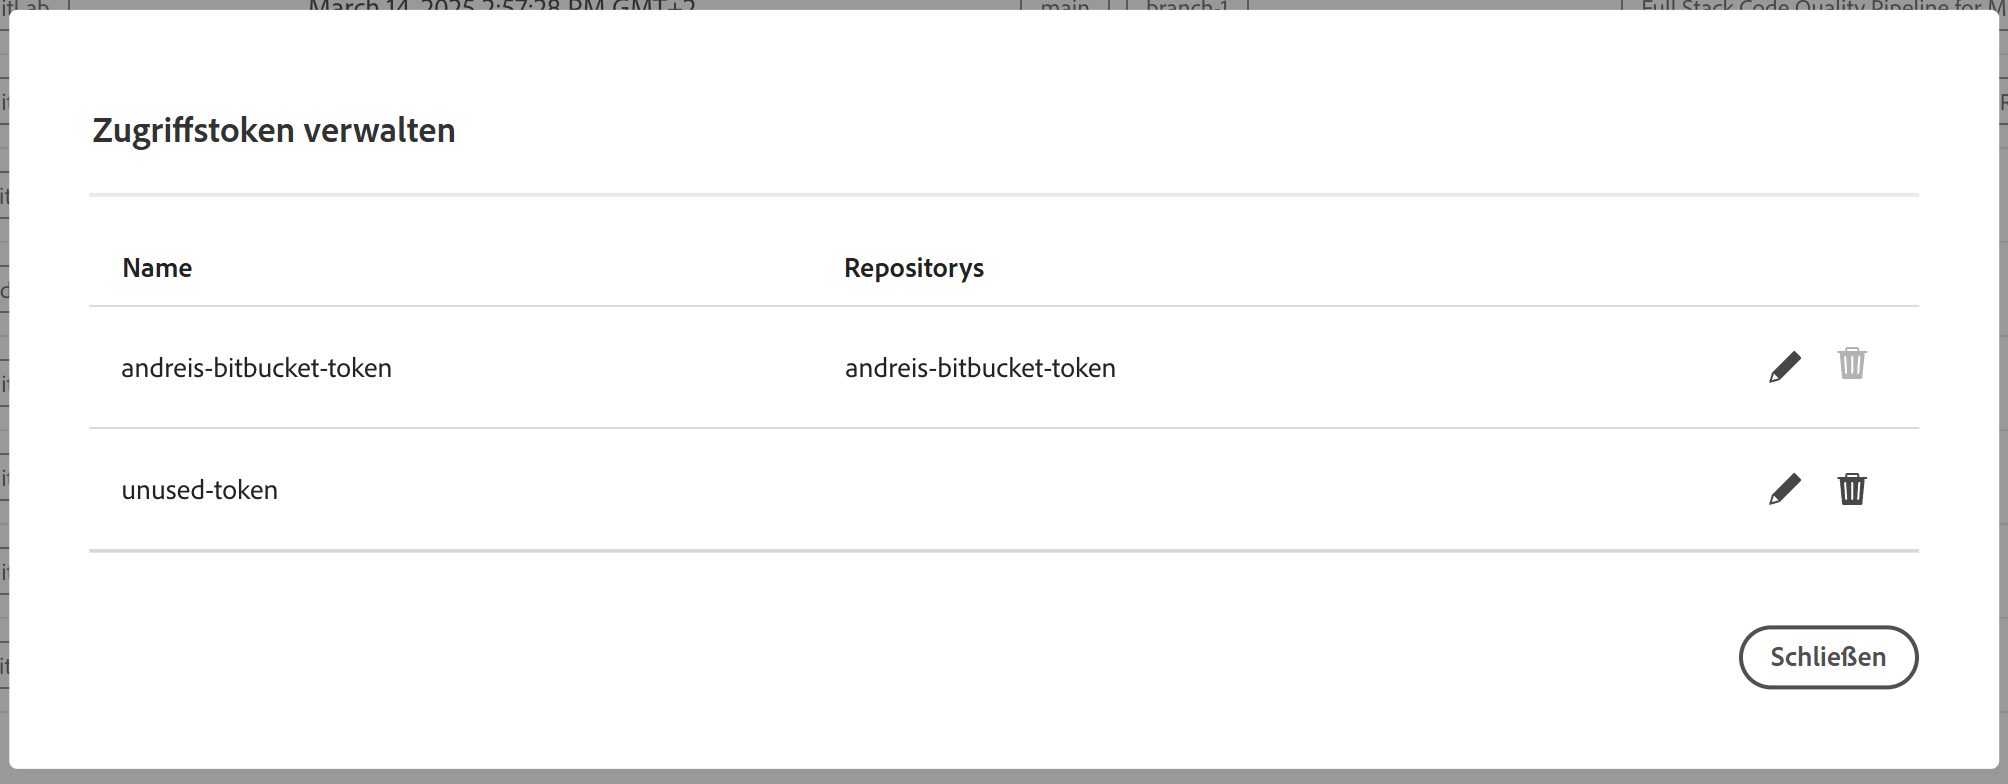 March 14, 2025 2:57:28 PM GMT+2 main branch-1 Full Stack Code Quality Pipeline for
Zugriffstoken verwalten
Name Repositorys
andreis-bitbucket-token andreis-bitbucket-token
unused-token
Schließen